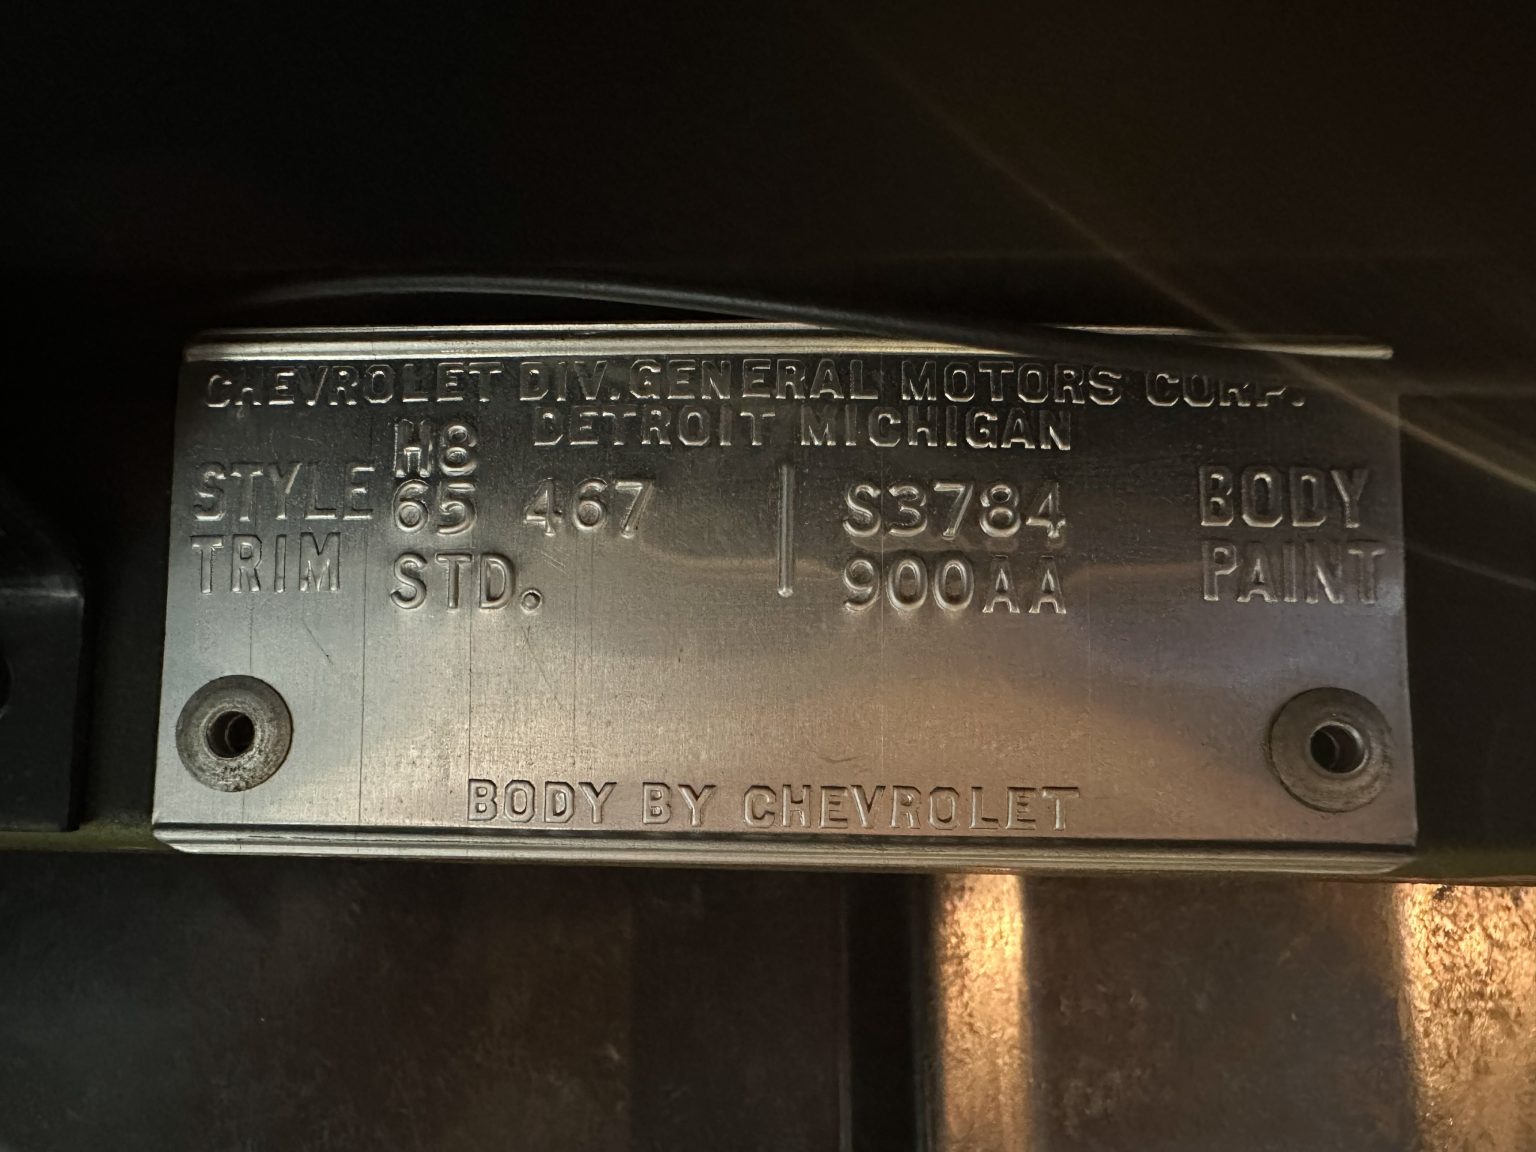 CHEVROLET DIV. GENERAL MOTORS CORP.
DETROIT MICHIGAN
H8
STYLE 65 467 | S3784 BODY
TRIM STD. 900AA PAINT
BODY BY CHEVROLET